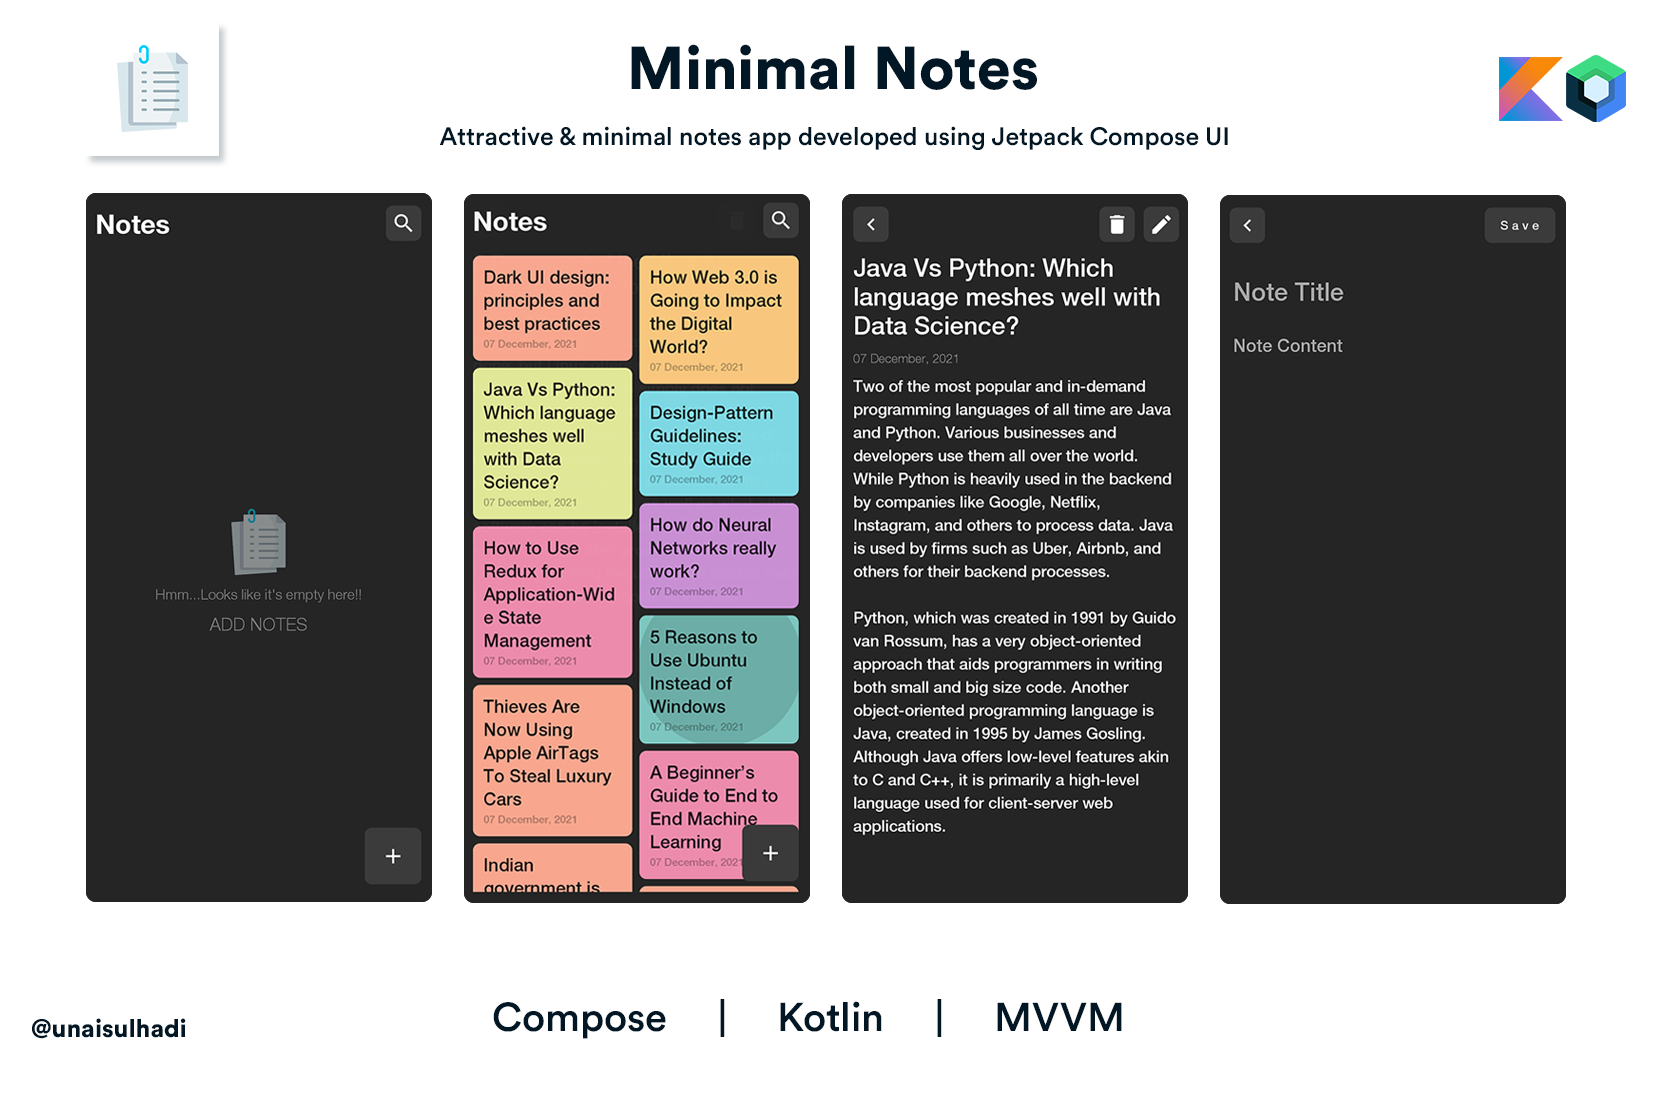 Minimal Notes
Attractive & minimal notes app developed using Jetpack Compose UI
Notes
Hmm...Looks like it's empty here!!
ADD NOTES
+
Notes
Dark UI design:
principles and
best practices
07 December, 2021
Java Vs Python:
Which language
meshes well
with Data
Science?
07 December, 2021
How to Use
Redux for
Application-Wid
e State
Management
07 December, 2021
Thieves Are
Now Using
Apple AirTags
To Steal Luxury
Cars
07 December, 2021
Indian
government is
How Web 3.0 is
Going to Impact
the Digital
World?
07 December, 2021
Design-Pattern
Guidelines:
Study Guide
07 December, 2021
How do Neural
Networks really
work?
07 December, 2021
5 Reasons to
Use Ubuntu
Instead of
Windows
07 December, 2021
A Beginner's
Guide to End to
End Machine
Learning
07 December, 2021
+
Java Vs Python: Which
language meshes well with
Data Science?
07 December, 2021
Two of the most popular and in-demand
programming languages of all time are Java
and Python. Various businesses and
developers use them all over the world.
While Python is heavily used in the backend
by companies like Google, Netflix,
Instagram, and others to process data. Java
is used by firms such as Uber, Airbnb, and
others for their backend processes.
Python, which was created in 1991 by Guido
van Rossum, has a very object-oriented
approach that aids programmers in writing
both small and big size code. Another
object-oriented programming language is
Java, created in 1995 by James Gosling.
Although Java offers low-level features akin
to C and C++, it is primarily a high-level
language used for client-server web
applications.
Save
Note Title
Note Content
@unaisulhadi
Compose | Kotlin | MVVM